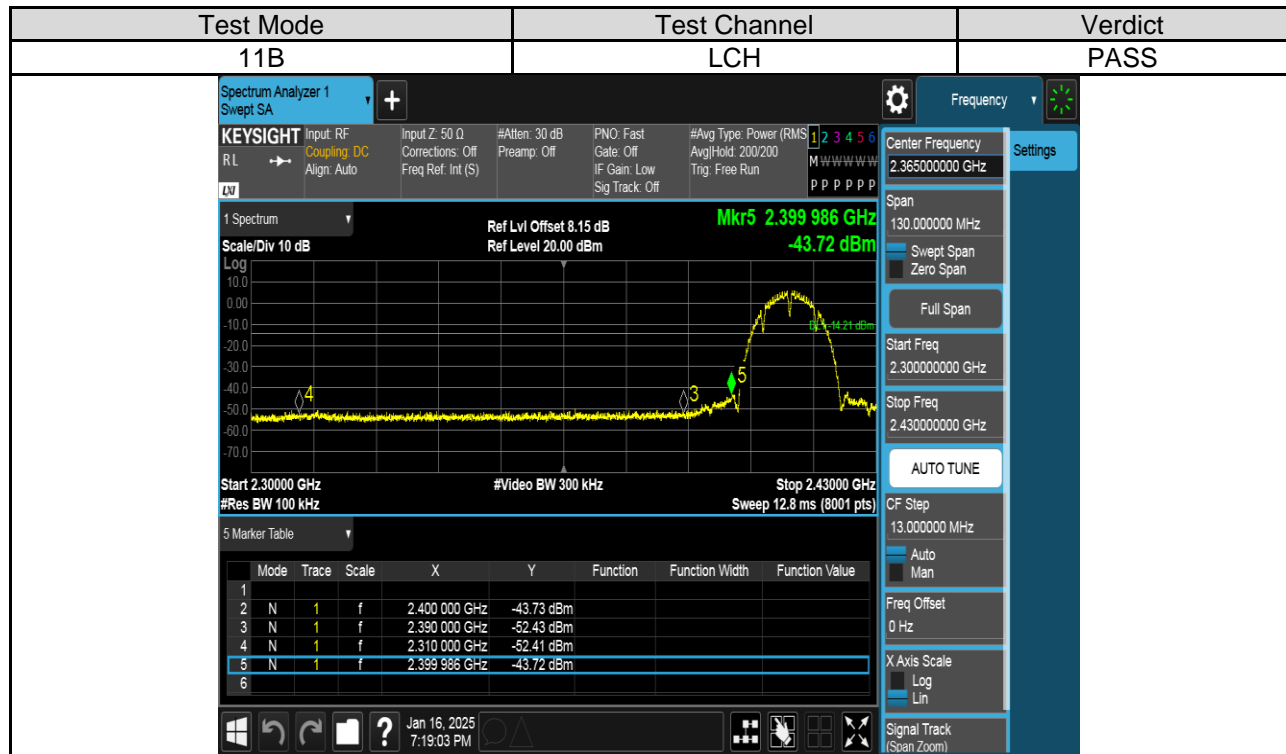 Test Mode Test Channel Verdict
11B LCH PASS
Spectrum Analyzer 1
Swept SA
+
Frequency
KEYSIGHT Input: RF Input Z: 50 Ω #Atten: 30 dB PNO: Fast #Avg Type: Power (RMS 1 2 3 4 5 6
RL Coupling: DC Corrections: Off Preamp: Off Gate: Off Avg|Hold: 200/200 M W W W W W
Align: Auto Freq Ref: Int (S) IF Gain: Low Trig: Free Run
LXI Sig Track: Off P P P P P P
1 Spectrum
Ref Lvl Offset 8.15 dB Mkr5 2.399 986 GHz
Scale/Div 10 dB Ref Level 20.00 dBm -43.72 dBm
Log
10.0
0.00
-10.0
DL1 -14.21 dBm
-20.0
-30.0
-40.0
-50.0
-60.0
-70.0
4 3 5
Start 2.30000 GHz #Video BW 300 kHz Stop 2.43000 GHz
#Res BW 100 kHz Sweep 12.8 ms (8001 pts)
5 Marker Table
Mode Trace Scale X Y Function Function Width Function Value
1
2 N 1 f 2.400 000 GHz -43.73 dBm
3 N 1 f 2.390 000 GHz -52.43 dBm
4 N 1 f 2.310 000 GHz -52.41 dBm
5 N 1 f 2.399 986 GHz -43.72 dBm
6
? Jan 16, 2025
7:19:03 PM
Center Frequency
2.365000000 GHz
Settings
Span
130.000000 MHz
Swept Span
Zero Span
Full Span
Start Freq
2.300000000 GHz
Stop Freq
2.430000000 GHz
AUTO TUNE
CF Step
13.000000 MHz
Auto
Man
Freq Offset
0 Hz
X Axis Scale
Log
Lin
Signal Track
(Span Zoom)